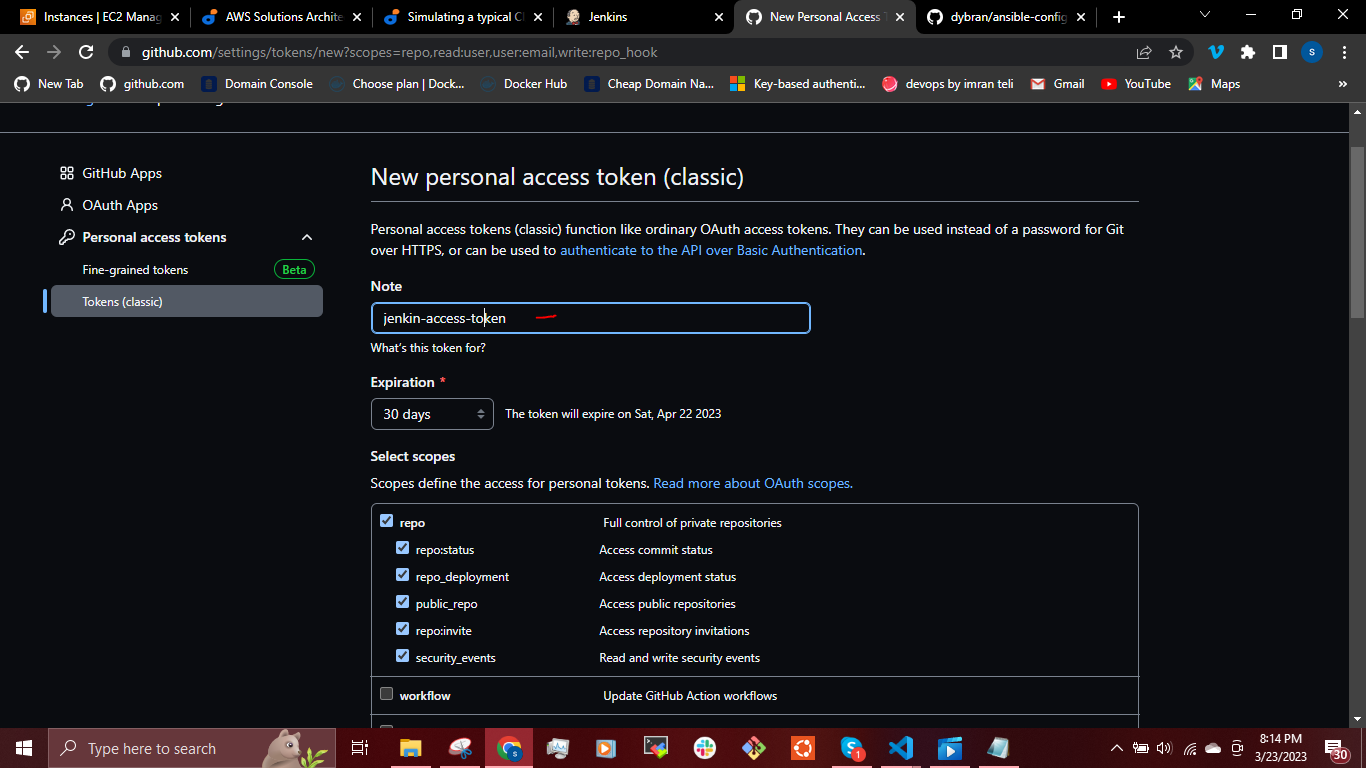 Instances | EC2 Manag
AWS Solutions Archite
Simulating a typical CI
Jenkins
New Personal Access T
dybran/ansible-config
github.com/settings/tokens/new?scopes=repo,read:user,user:email,write:repo_hook
S
New Tab
github.com
Domain Console
Choose plan | Dock...
Docker Hub
Cheap Domain Na...
Key-based authenti...
devops by imran teli
Gmail
YouTube
Maps
»
GitHub Apps
OAuth Apps
Personal access tokens
Fine-grained tokens Beta
Tokens (classic)
New personal access token (classic)
Personal access tokens (classic) function like ordinary OAuth access tokens. They can be used instead of a password for Git
over HTTPS, or can be used to authenticate to the API over Basic Authentication.
Note
jenkin-access-token
What's this token for?
Expiration *
30 days The token will expire on Sat, Apr 22 2023
Select scopes
Scopes define the access for personal tokens. Read more about OAuth scopes.
repo Full control of private repositories
repo:status Access commit status
repo_deployment Access deployment status
public_repo Access public repositories
repo:invite Access repository invitations
security_events Read and write security events
workflow Update GitHub Action workflows
Type here to search
8:14 PM
3/23/2023
30